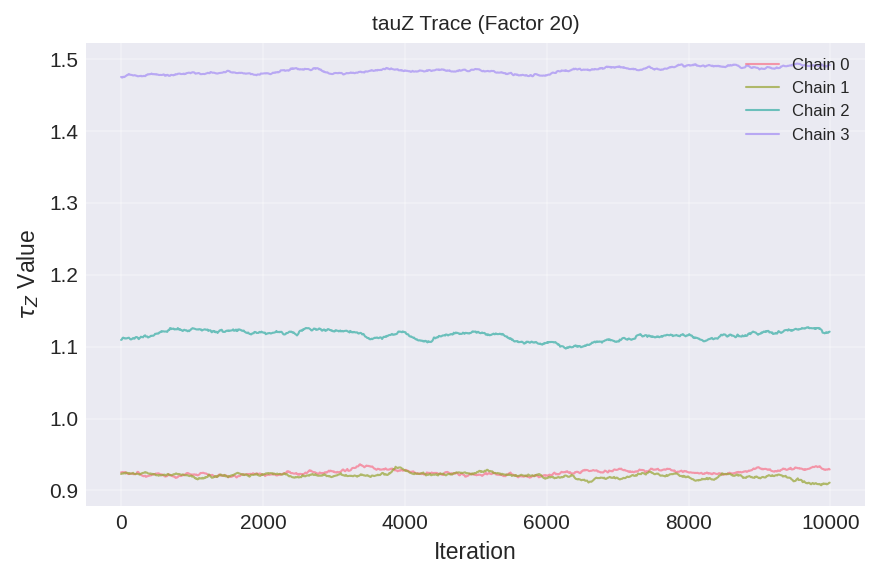 tauZ Trace (Factor 20)
τZ Value
1.5
1.4
1.3
1.2
1.1
1.0
0.9
Chain 0
Chain 1
Chain 2
Chain 3
0 2000 4000 6000 8000 10000
Iteration